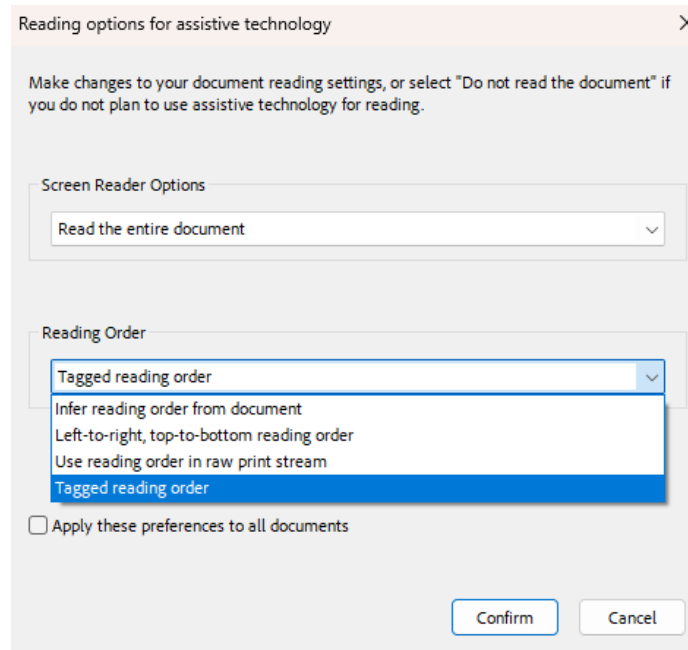 Reading options for assistive technology
Make changes to your document reading settings, or select "Do not read the document" if
you do not plan to use assistive technology for reading.
Screen Reader Options
Read the entire document
Reading Order
Tagged reading order
Infer reading order from document
Left-to-right, top-to-bottom reading order
Use reading order in raw print stream
Tagged reading order
Apply these preferences to all documents
Confirm Cancel